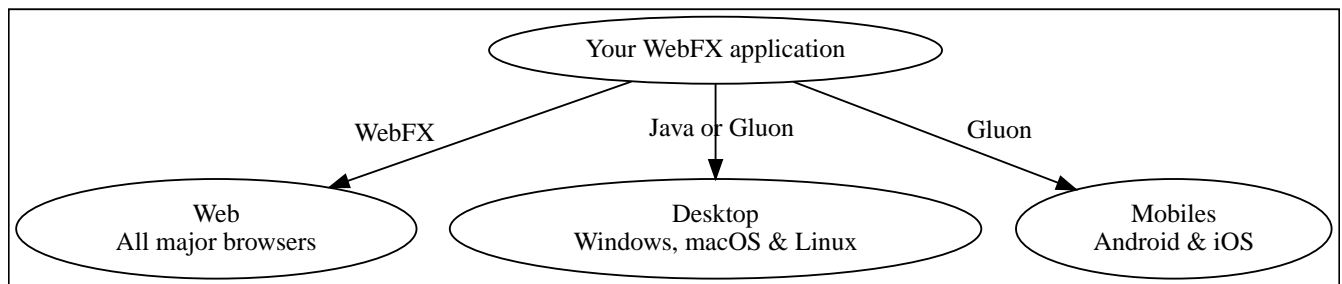 Your WebFX application
WebFX
Java or Gluon
Gluon
Web
All major browsers
Desktop
Windows, macOS & Linux
Mobiles
Android & iOS